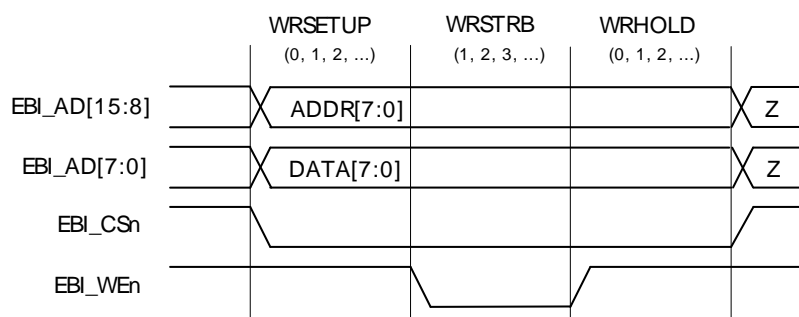 WRSETUP WRSTRB WRHOLD
(0, 1, 2, ...) (1, 2, 3, ...) (0, 1, 2, ...)
EBI_AD[15:8] ADDR[7:0] Z
EBI_AD[7:0] DATA[7:0] Z
EBI_CSn
EBI_WEn